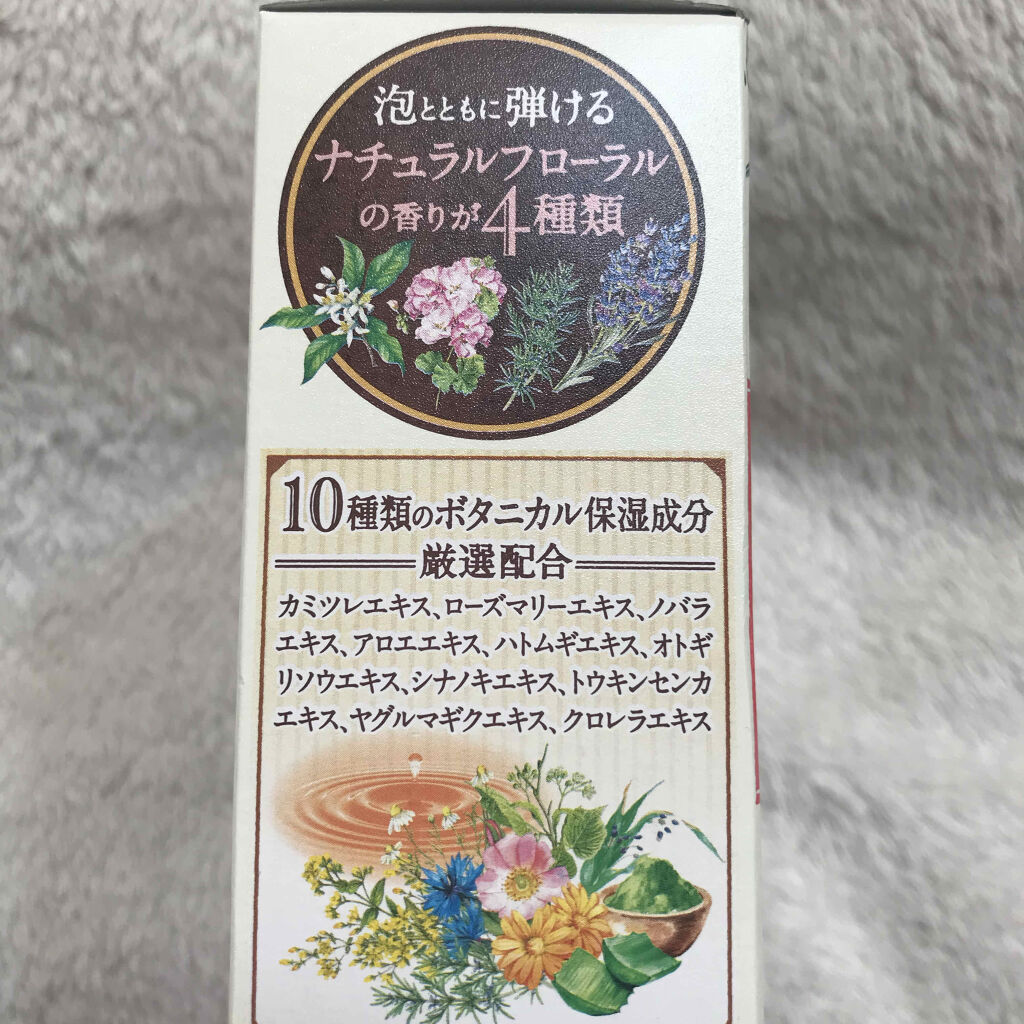 泡とともに弾ける
ナチュラルフローラル
の香りが4種類
10種類のボタニカル保湿成分
厳選配合
カミツレエキス、ローズマリーエキス、ノバラ
エキス、アロエエキス、ハトムギエキス、オトギ
リソウエキス、シナノキエキス、トウキンセンカ
エキス、ヤグルマギクエキス、クロレラエキス